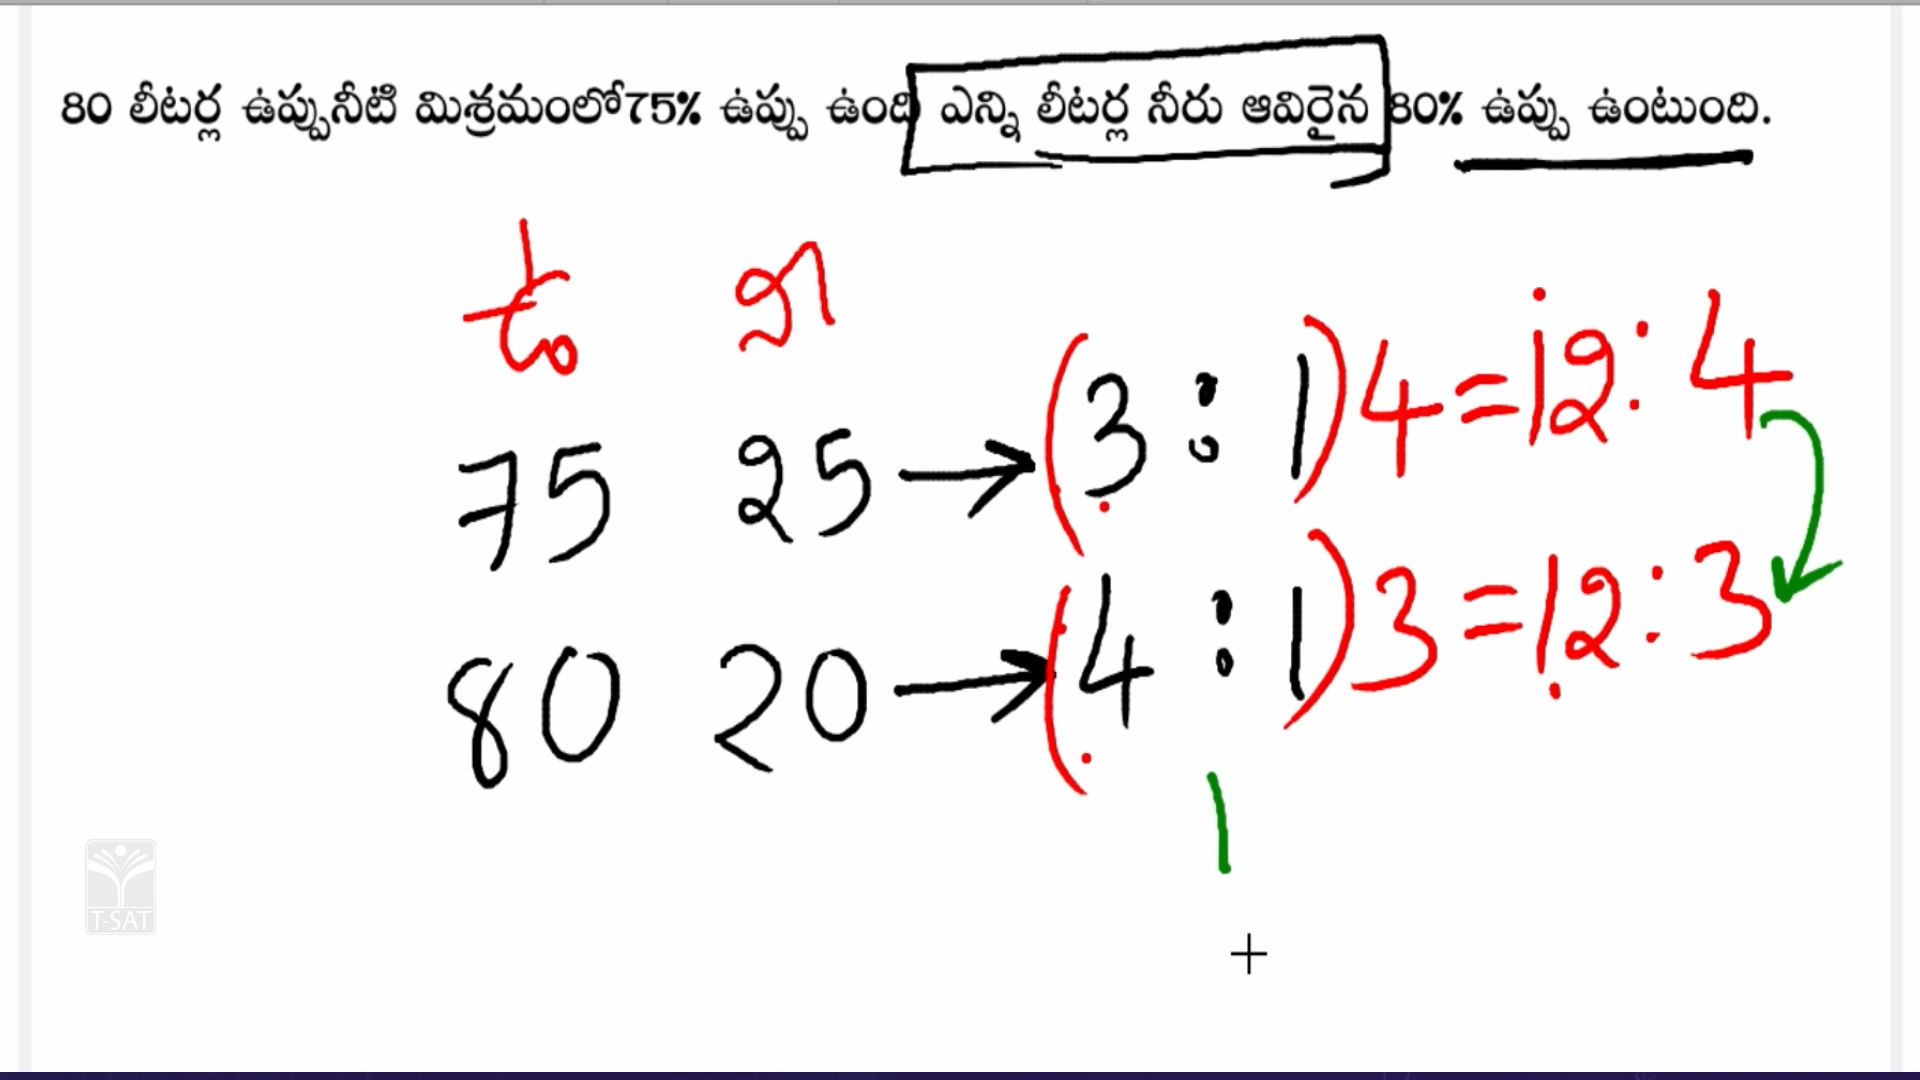 80 లీటర్ల ఉప్పునీటి మిశ్రమంలో75% ఉప్పు ఉంది ఎన్ని లీటర్ల నీరు ఆవిరైన 80% ఉప్పు ఉంటుంది.
నీ
75 25 → (3 : 1)4 = 12 : 4
80 20 → (4 : 1)3 = 12 : 3
1
T-SAT